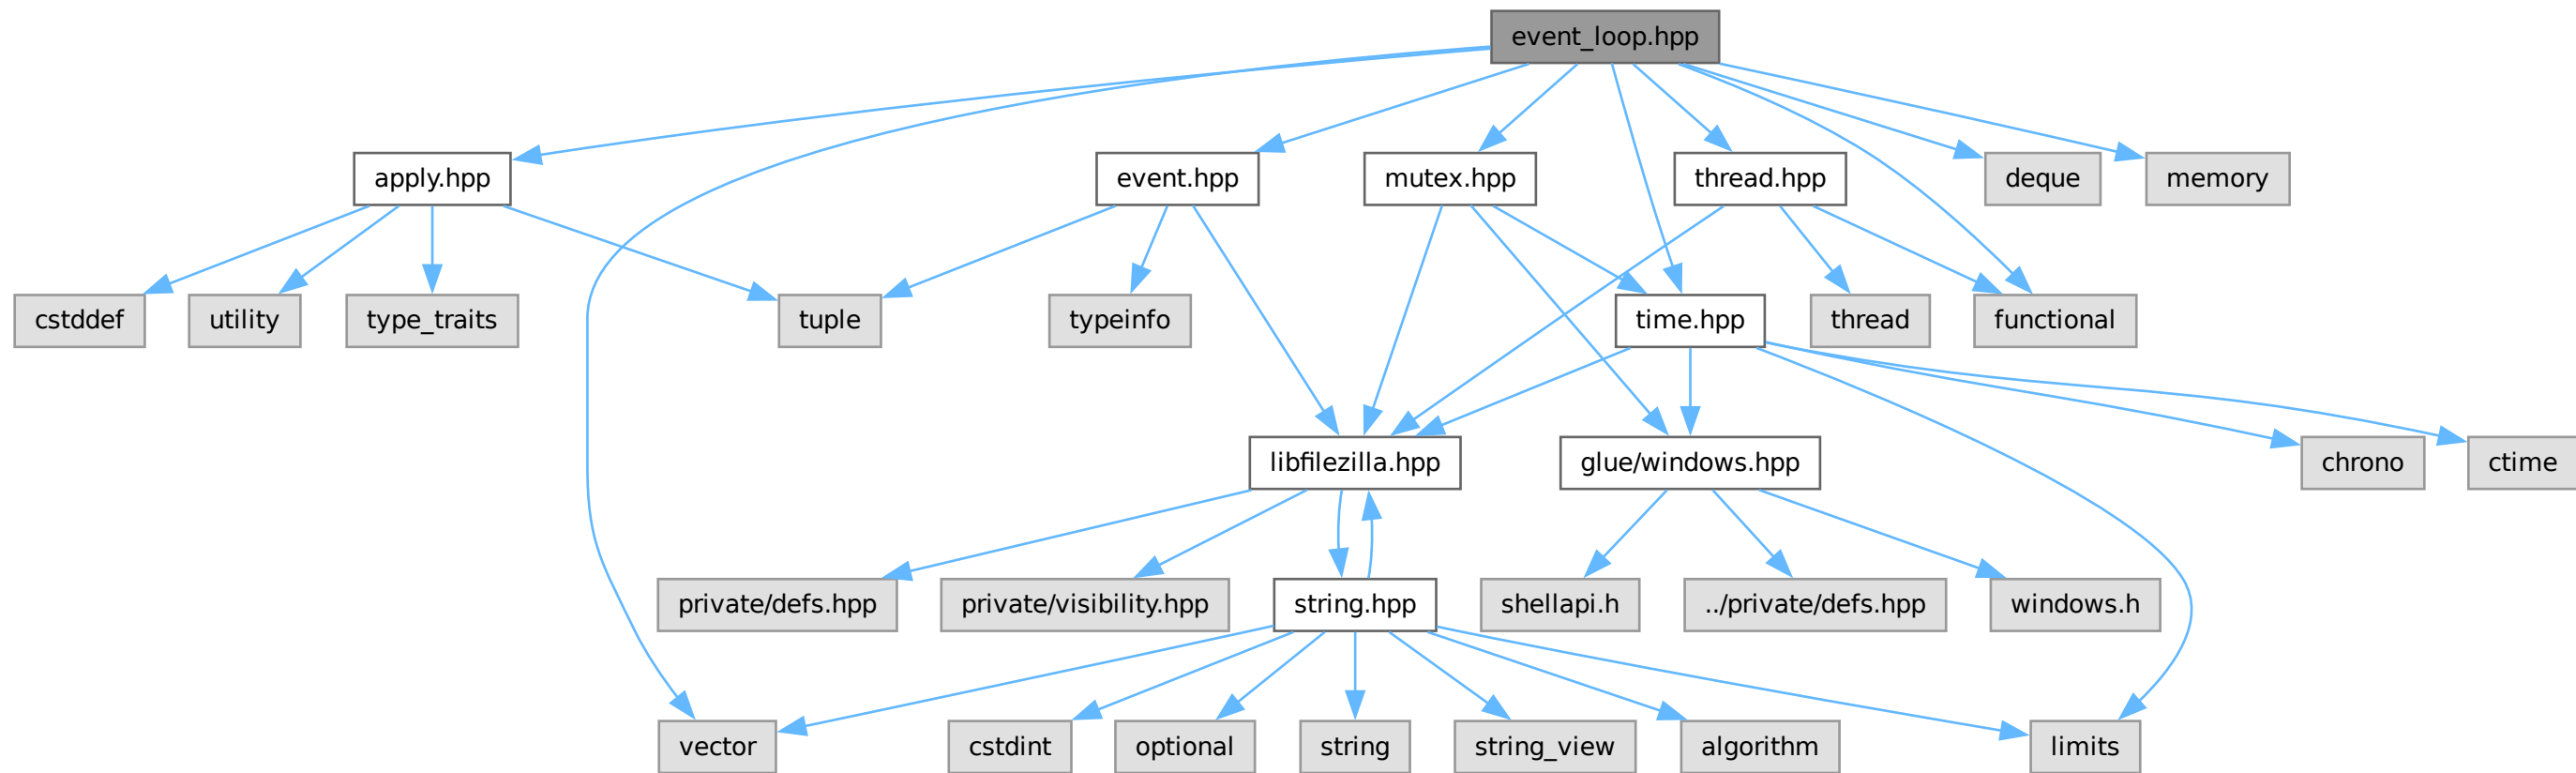 event_loop.hpp
apply.hpp
event.hpp
mutex.hpp
thread.hpp
deque
memory
cstddef
utility
type_traits
tuple
typeinfo
time.hpp
thread
functional
libfilezilla.hpp
glue/windows.hpp
chrono
ctime
private/defs.hpp
private/visibility.hpp
string.hpp
shellapi.h
../private/defs.hpp
windows.h
vector
cstdint
optional
string
string_view
algorithm
limits